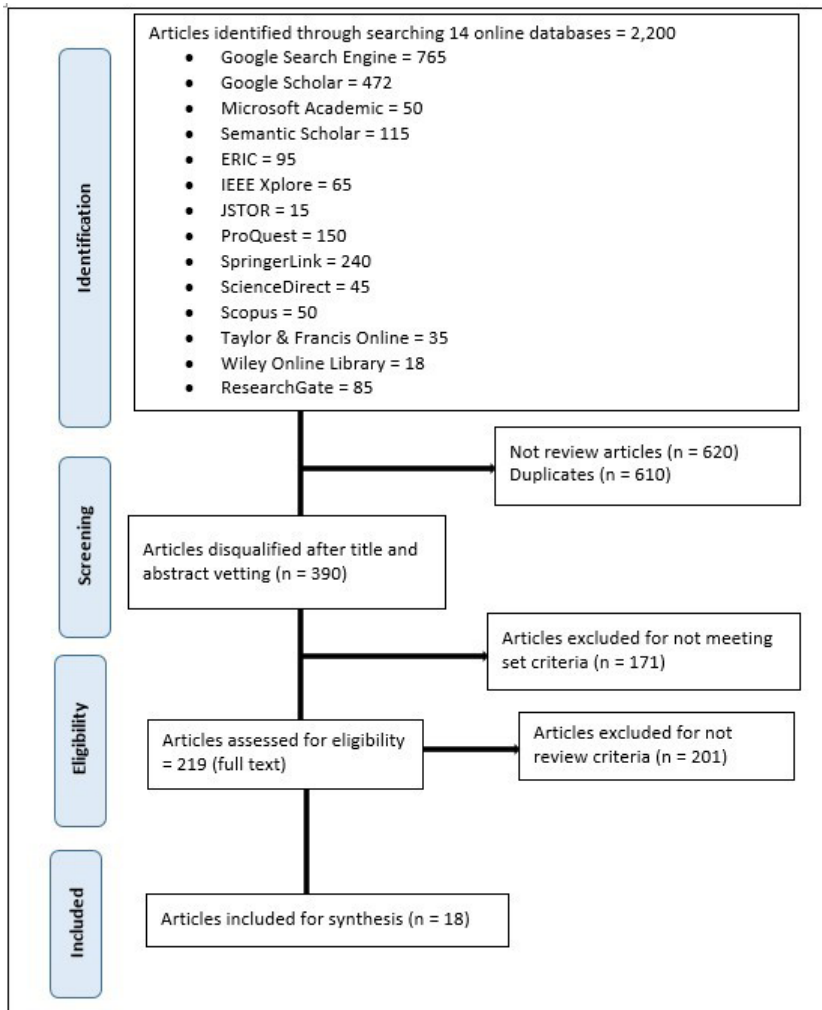 Identification
Articles identified through searching 14 online databases = 2,200
• Google Search Engine = 765
• Google Scholar = 472
• Microsoft Academic = 50
• Semantic Scholar = 115
• ERIC = 95
• IEEE Xplore = 65
• JSTOR = 15
• ProQuest = 150
• SpringerLink = 240
• ScienceDirect = 45
• Scopus = 50
• Taylor & Francis Online = 35
• Wiley Online Library = 18
• ResearchGate = 85
Not review articles (n = 620)
Duplicates (n = 610)
Screening
Articles disqualified after title and
abstract vetting (n = 390)
Articles excluded for not meeting
set criteria (n = 171)
Eligibility
Articles assessed for eligibility
= 219 (full text)
Articles excluded for not
review criteria (n = 201)
Included
Articles included for synthesis (n = 18)